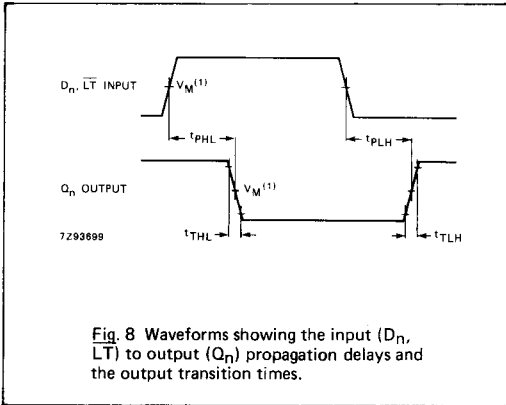 Dn, LT INPUT
VM(1)
tPHL
tPLH
Qn OUTPUT
VM(1)
7Z93699
tTHL
tTLH
Fig. 8 Waveforms showing the input (Dn,
LT) to output (Qn) propagation delays and
the output transition times.